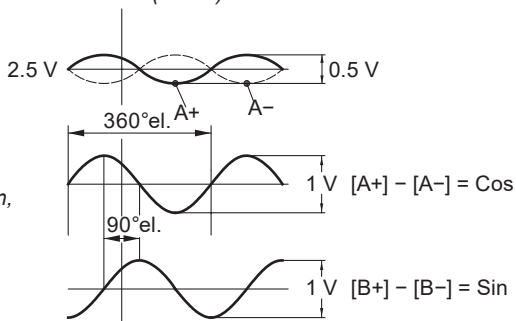 2.5 V
0.5 V
A+
A−
360°el.
1 V [A+] − [A−] = Cos
90°el.
1 V [B+] − [B−] = Sin